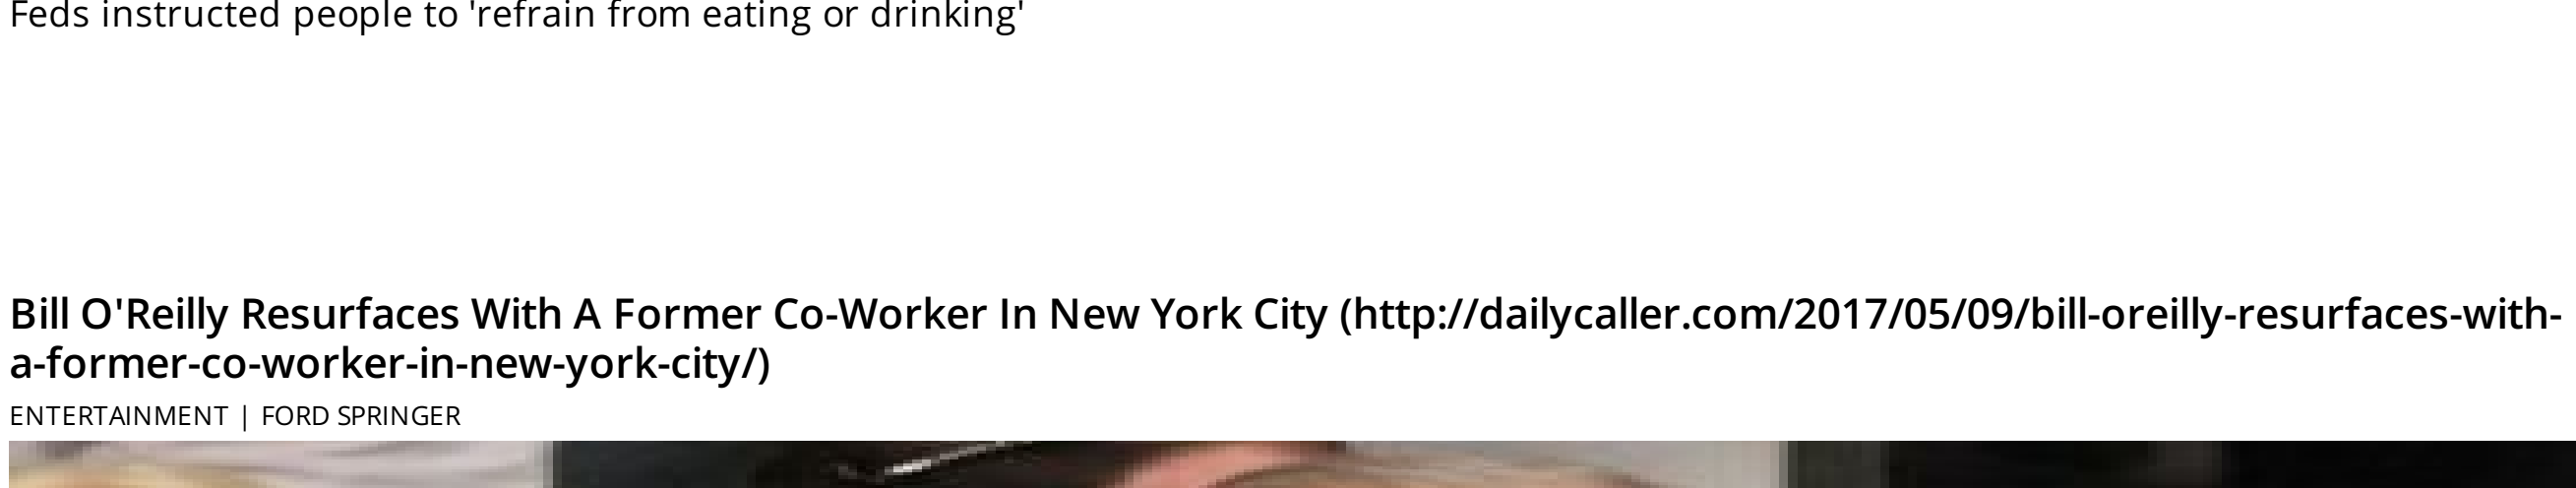 Feds instructed people to 'refrain from eating or drinking'
Bill O'Reilly Resurfaces With A Former Co-Worker In New York City (http://dailycaller.com/2017/05/09/bill-oreilly-resurfaces-with-
a-former-co-worker-in-new-york-city/)
ENTERTAINMENT | FORD SPRINGER